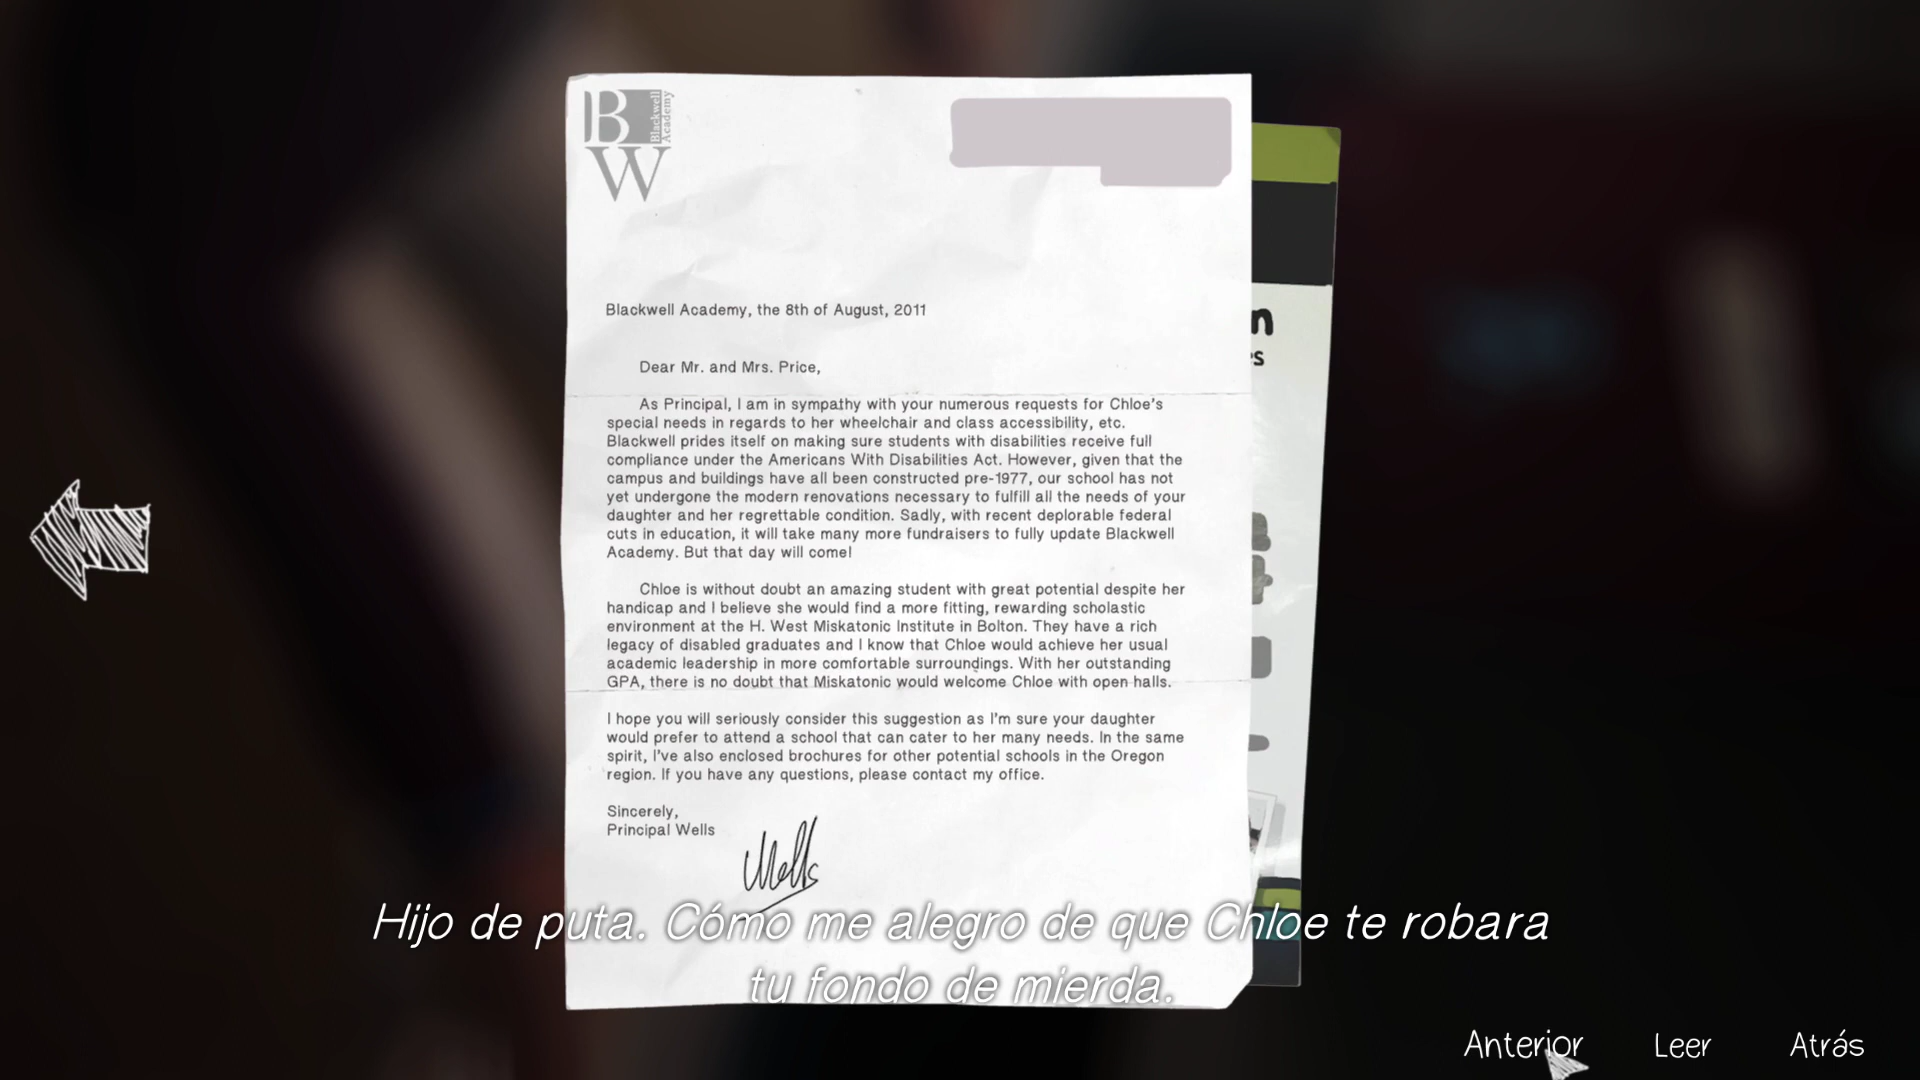 BW
Blackwell
Academy
Blackwell Academy, the 8th of August, 2011
Dear Mr. and Mrs. Price,
As Principal, I am in sympathy with your numerous requests for Chloe's
special needs in regards to her wheelchair and class accessibility, etc.
Blackwell prides itself on making sure students with disabilities receive full
compliance under the Americans With Disabilities Act. However, given that the
campus and buildings have all been constructed pre-1977, our school has not
yet undergone the modern renovations necessary to fulfill all the needs of your
daughter and her regrettable condition. Sadly, with recent deplorable federal
cuts in education, it will take many more fundraisers to fully update Blackwell
Academy. But that day will come!
Chloe is without doubt an amazing student with great potential despite her
handicap and I believe she would find a more fitting, rewarding scholastic
environment at the H. West Miskatonic Institute in Bolton. They have a rich
legacy of disabled graduates and I know that Chloe would achieve her usual
academic leadership in more comfortable surroundings. With her outstanding
GPA, there is no doubt that Miskatonic would welcome Chloe with open halls.
I hope you will seriously consider this suggestion as I'm sure your daughter
would prefer to attend a school that can cater to her many needs. In the same
spirit, I've also enclosed brochures for other potential schools in the Oregon
region. If you have any questions, please contact my office.
Sincerely,
Principal Wells
Wells
Hijo de puta. Cómo me alegro de que Chloe te robara
tu fondo de mierda.
Anterior Leer Atrás